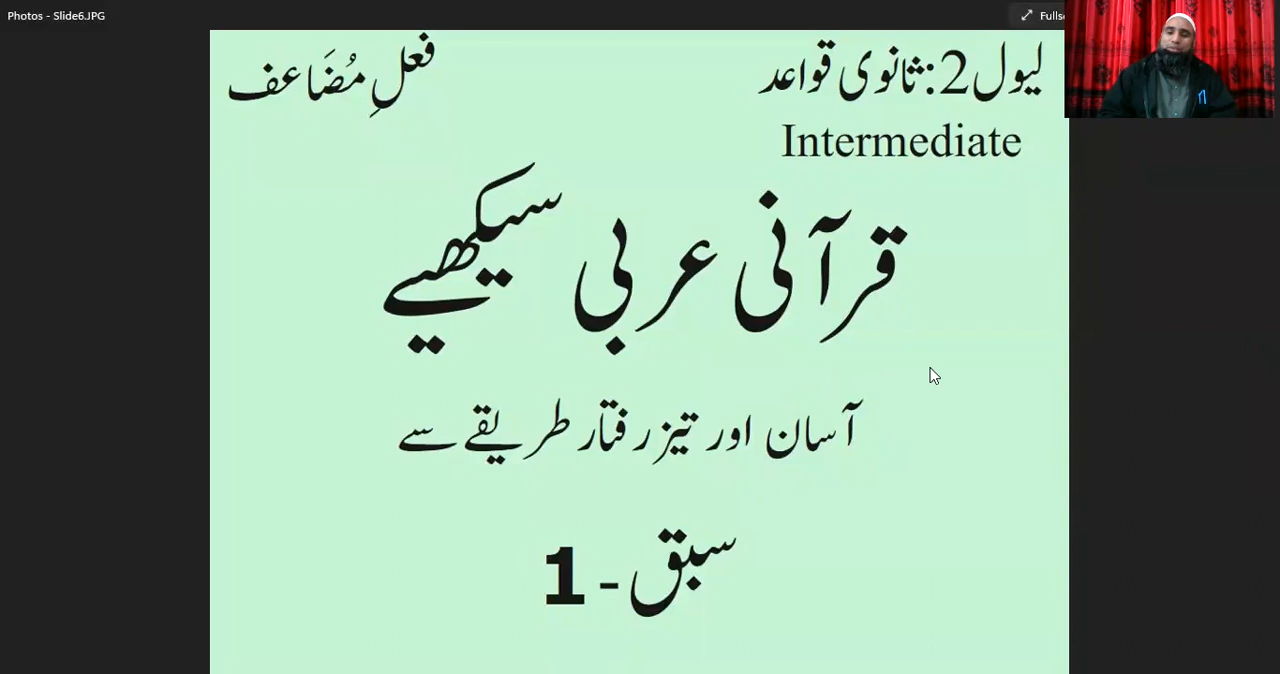 Photos - Slide6.JPG
Fulls
لیول 2: ثانوی قواعد
فعلِ مُضَاعف
Intermediate
قرآنی عربی سیکھیے
آسان اور تیز رفتار طریقے سے
سبق - 1